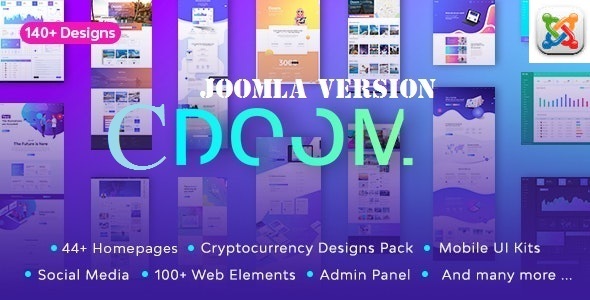 140+ Designs
JOOMLA VERSION
CDOOM.
44+ Homepages
Cryptocurrency Designs Pack
Mobile UI Kits
Social Media
100+ Web Elements
Admin Panel
And many more ...